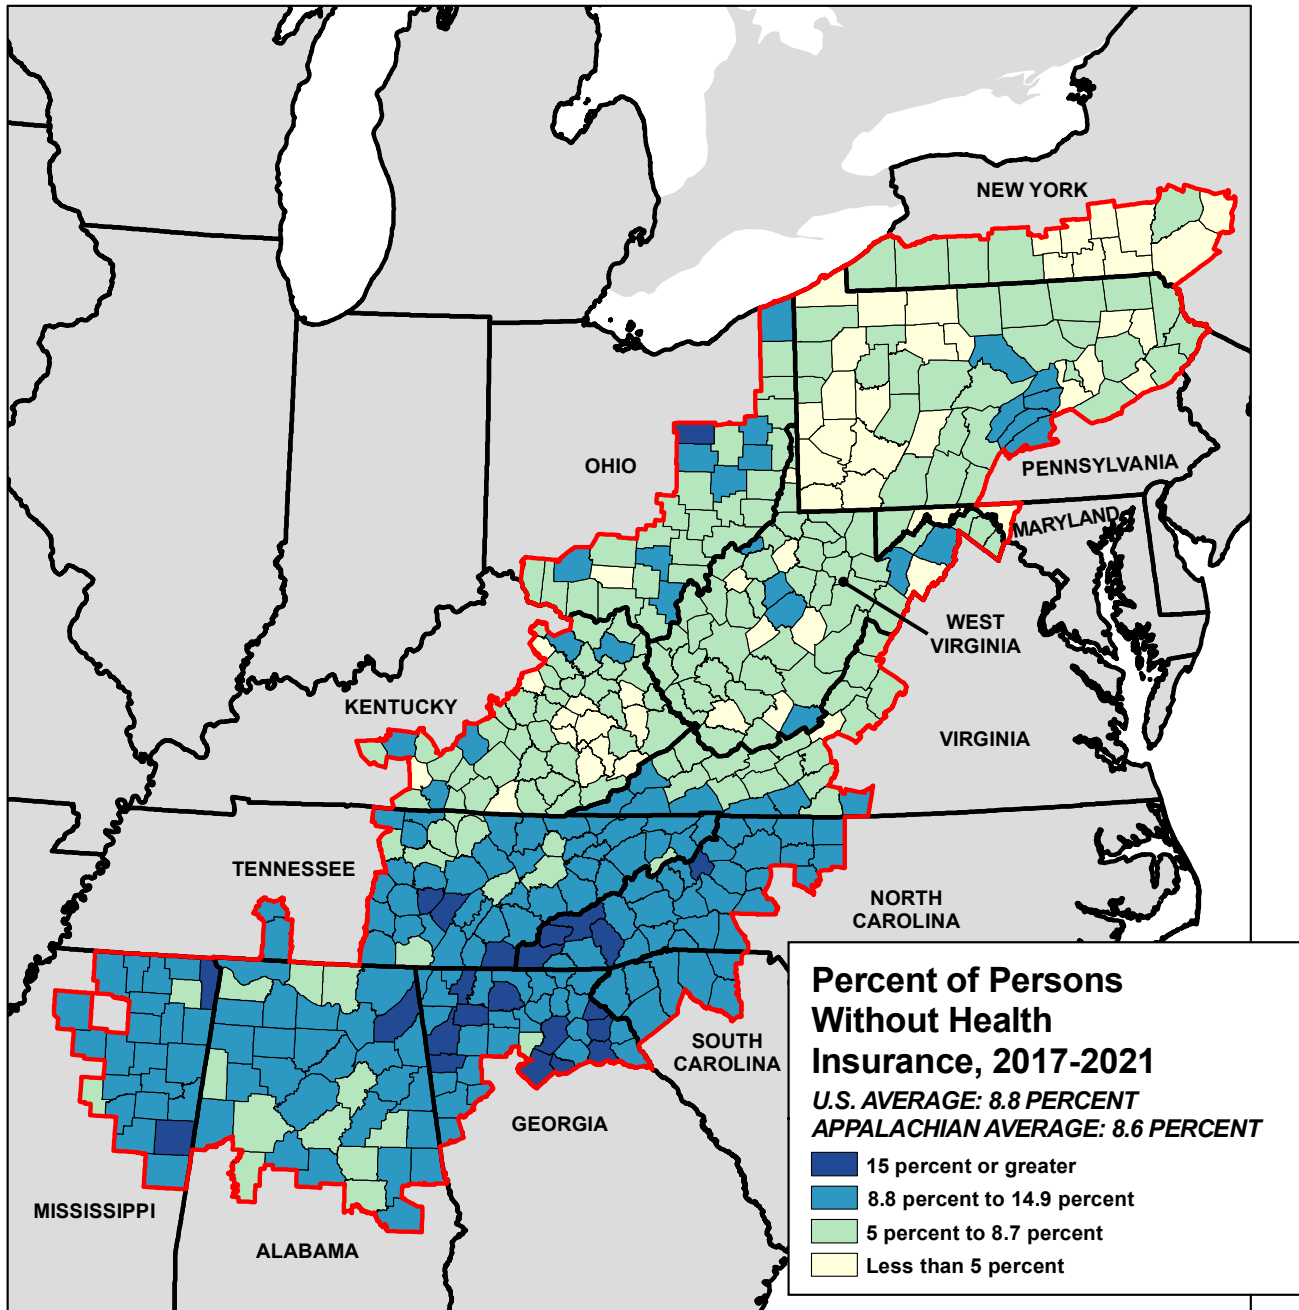 NEW YORK
OHIO
PENNSYLVANIA
MARYLAND
WEST
VIRGINIA
KENTUCKY
VIRGINIA
TENNESSEE
NORTH
CAROLINA
SOUTH
CAROLINA
GEORGIA
MISSISSIPPI
ALABAMA
Percent of Persons
Without Health
Insurance, 2017-2021
U.S. AVERAGE: 8.8 PERCENT
APPALACHIAN AVERAGE: 8.6 PERCENT
15 percent or greater
8.8 percent to 14.9 percent
5 percent to 8.7 percent
Less than 5 percent